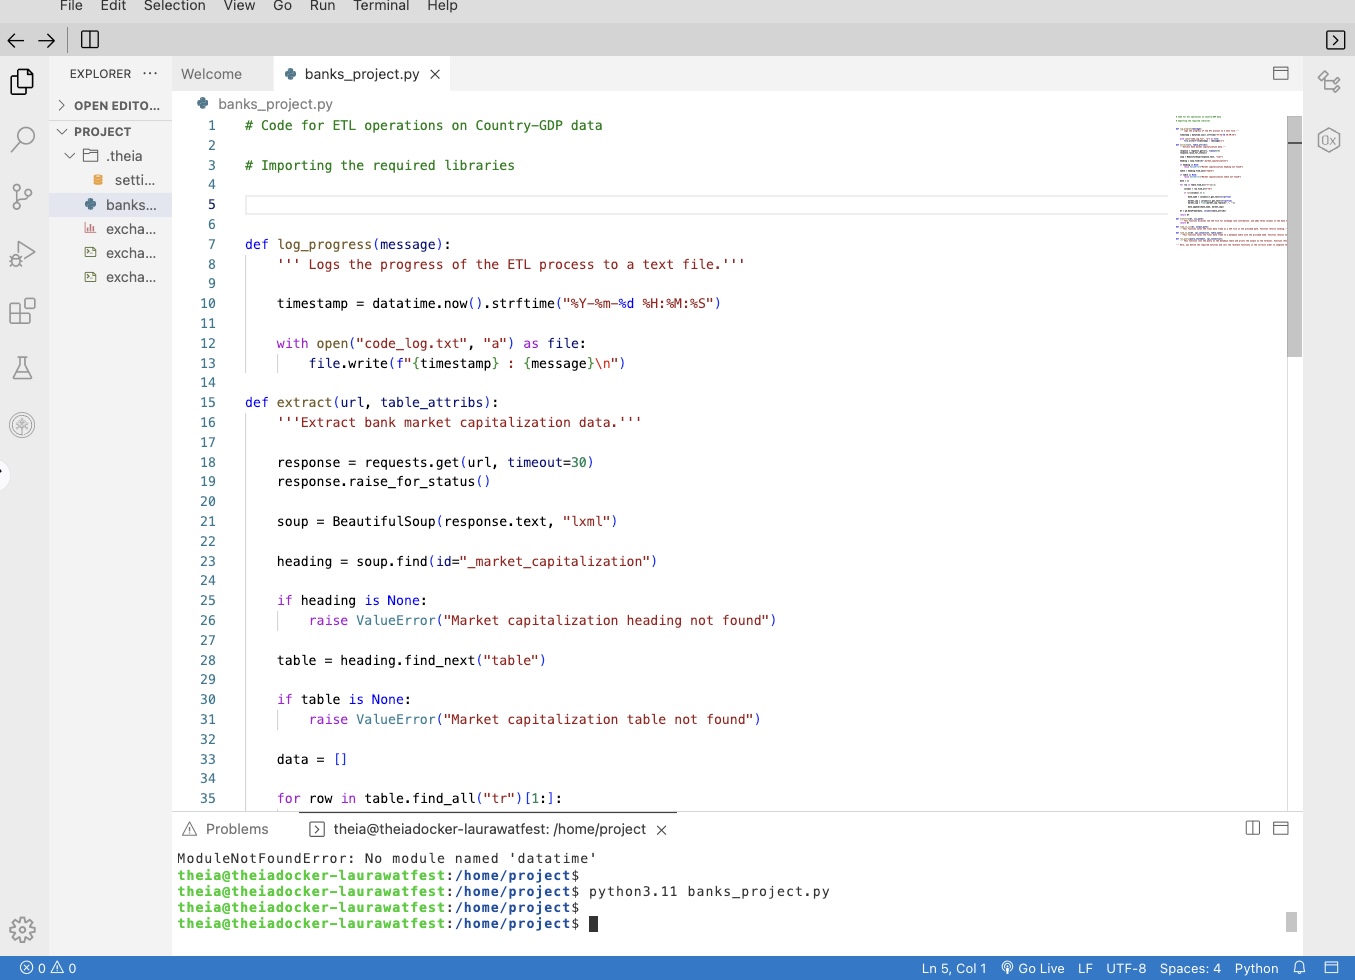 File Edit Selection View Go Run Terminal Help
EXPLORER ···
OPEN EDITO...
PROJECT
.theia
setti...
banks...
excha...
excha...
excha...
Welcome
banks_project.py
banks_project.py
1 # Code for ETL operations on Country-GDP data
2
3 # Importing the required libraries
4
5
6
7 def log_progress(message):
8     ''' Logs the progress of the ETL process to a text file.'''
9
10     timestamp = datatime.now().strftime("%Y-%m-%d %H:%M:%S")
11
12     with open("code_log.txt", "a") as file:
13         file.write(f"{timestamp} : {message}\n")
14
15 def extract(url, table_attribs):
16     '''Extract bank market capitalization data.'''
17
18     response = requests.get(url, timeout=30)
19     response.raise_for_status()
20
21     soup = BeautifulSoup(response.text, "lxml")
22
23     heading = soup.find(id="_market_capitalization")
24
25     if heading is None:
26         raise ValueError("Market capitalization heading not found")
27
28     table = heading.find_next("table")
29
30     if table is None:
31         raise ValueError("Market capitalization table not found")
32
33     data = []
34
35     for row in table.find_all("tr")[1:]:
Problems
theia@theiadocker-laurawatfest: /home/project
ModuleNotFoundError: No module named 'datatime'
theia@theiadocker-laurawatfest:/home/project$
theia@theiadocker-laurawatfest:/home/project$ python3.11 banks_project.py
theia@theiadocker-laurawatfest:/home/project$
theia@theiadocker-laurawatfest:/home/project$
0 0
Ln 5, Col 1 Go Live LF UTF-8 Spaces: 4 Python
0x